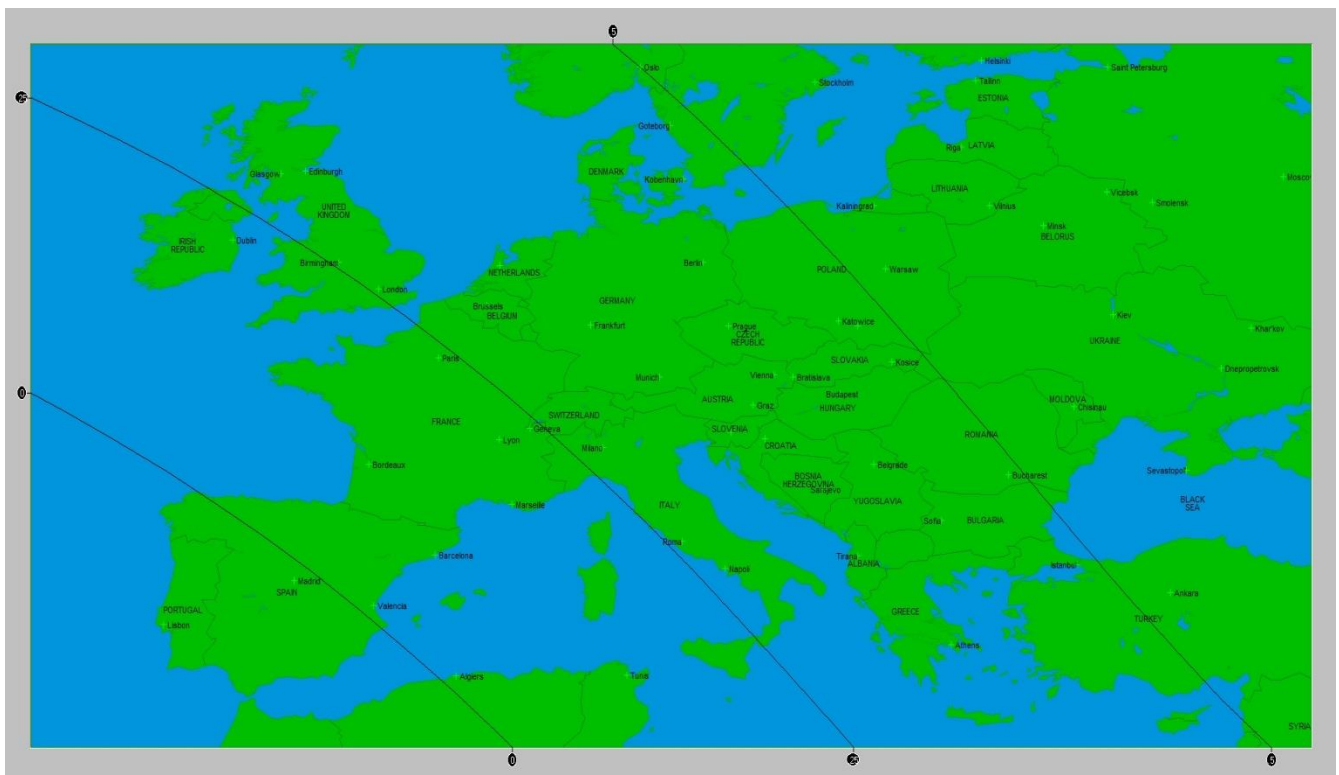 5
Oslo
Helsinki
Saint Petersburg
Stockholm
Tallinn
25
ESTONIA
Goteborg
Riga
LATVIA
Glasgow
Edinburgh
DENMARK
Kobenhavn
Moscow
LITHUANIA
Vicebsk
Smolensk
UNITED
KINGDOM
Kaliningrad
Vilnius
Minsk
BELORUS
IRISH
REPUBLIC
Dublin
Birmingham
NETHERLANDS
Berlin
POLAND
Warsaw
London
Bruxsels
BELGIUN
GERMANY
Frankfurt
Prague
CZECH
REPUBLIC
Katowice
Kiev
Kharkov
UKRAINE
Paris
SLOVAKIA
Kosice
Dnepropetrovsk
Munich
Vienna
Bratislava
0
AUSTRIA
Graz
Budapest
HUNGARY
MOLDOVA
Chisinau
FRANCE
SWITZERLAND
Geneva
Lyon
Milano
SLOVENIA
CROATIA
ROMANIA
Bordeaux
Belgrade
Bucharest
Sevastopol
BOSNIA
HERZEGOVINA
Sarajevo
YUGOSLAVIA
BLACK
SEA
Marseille
ITALY
Sofia
BULGARIA
Roma
Barcelona
Tirana
ALBANIA
Istanbul
Napoli
Madrid
SPAIN
Ankara
PORTUGAL
Valencia
GREECE
TURKEY
Lisbon
Athens
Algiers
Tunis
SYRIA
0
25
5